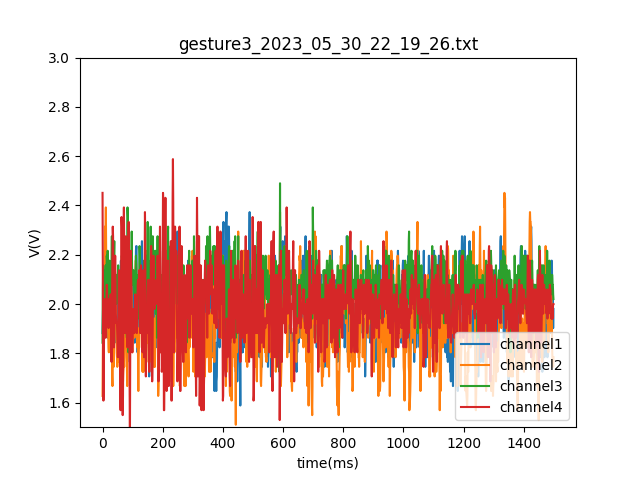 gesture3_2023_05_30_22_19_26.txt
V(V)
3.0
2.8
2.6
2.4
2.2
2.0
1.8
1.6
channel1
channel2
channel3
channel4
0 200 400 600 800 1000 1200 1400
time(ms)